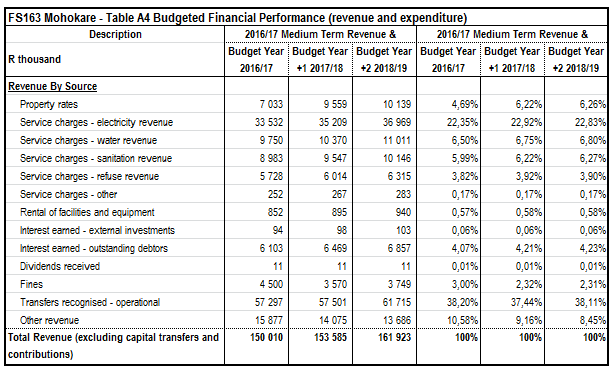 FS163 Mohokare - Table A4 Budgeted Financial Performance (revenue and expenditure)
Description 2016/17 Medium Term Revenue & 2016/17 Medium Term Revenue &
R thousand Budget Year 2016/17 Budget Year +1 2017/18 Budget Year +2 2018/19 Budget Year 2016/17 Budget Year +1 2017/18 Budget Year +2 2018/19
Revenue By Source
Property rates 7 033 9 559 10 139 4,69% 6,22% 6,26%
Service charges - electricity revenue 33 532 35 209 36 969 22,35% 22,92% 22,83%
Service charges - water revenue 9 750 10 370 11 011 6,50% 6,75% 6,80%
Service charges - sanitation revenue 8 983 9 547 10 146 5,99% 6,22% 6,27%
Service charges - refuse revenue 5 728 6 014 6 315 3,82% 3,92% 3,90%
Service charges - other 252 267 283 0,17% 0,17% 0,17%
Rental of facilities and equipment 852 895 940 0,57% 0,58% 0,58%
Interest earned - external investments 94 98 103 0,06% 0,06% 0,06%
Interest earned - outstanding debtors 6 103 6 469 6 857 4,07% 4,21% 4,23%
Dividends received 11 11 11 0,01% 0,01% 0,01%
Fines 4 500 3 570 3 749 3,00% 2,32% 2,31%
Transfers recognised - operational 57 297 57 501 61 715 38,20% 37,44% 38,11%
Other revenue 15 877 14 075 13 686 10,58% 9,16% 8,45%
Total Revenue (excluding capital transfers and 150 010 153 585 161 923 100% 100% 100%
contributions)